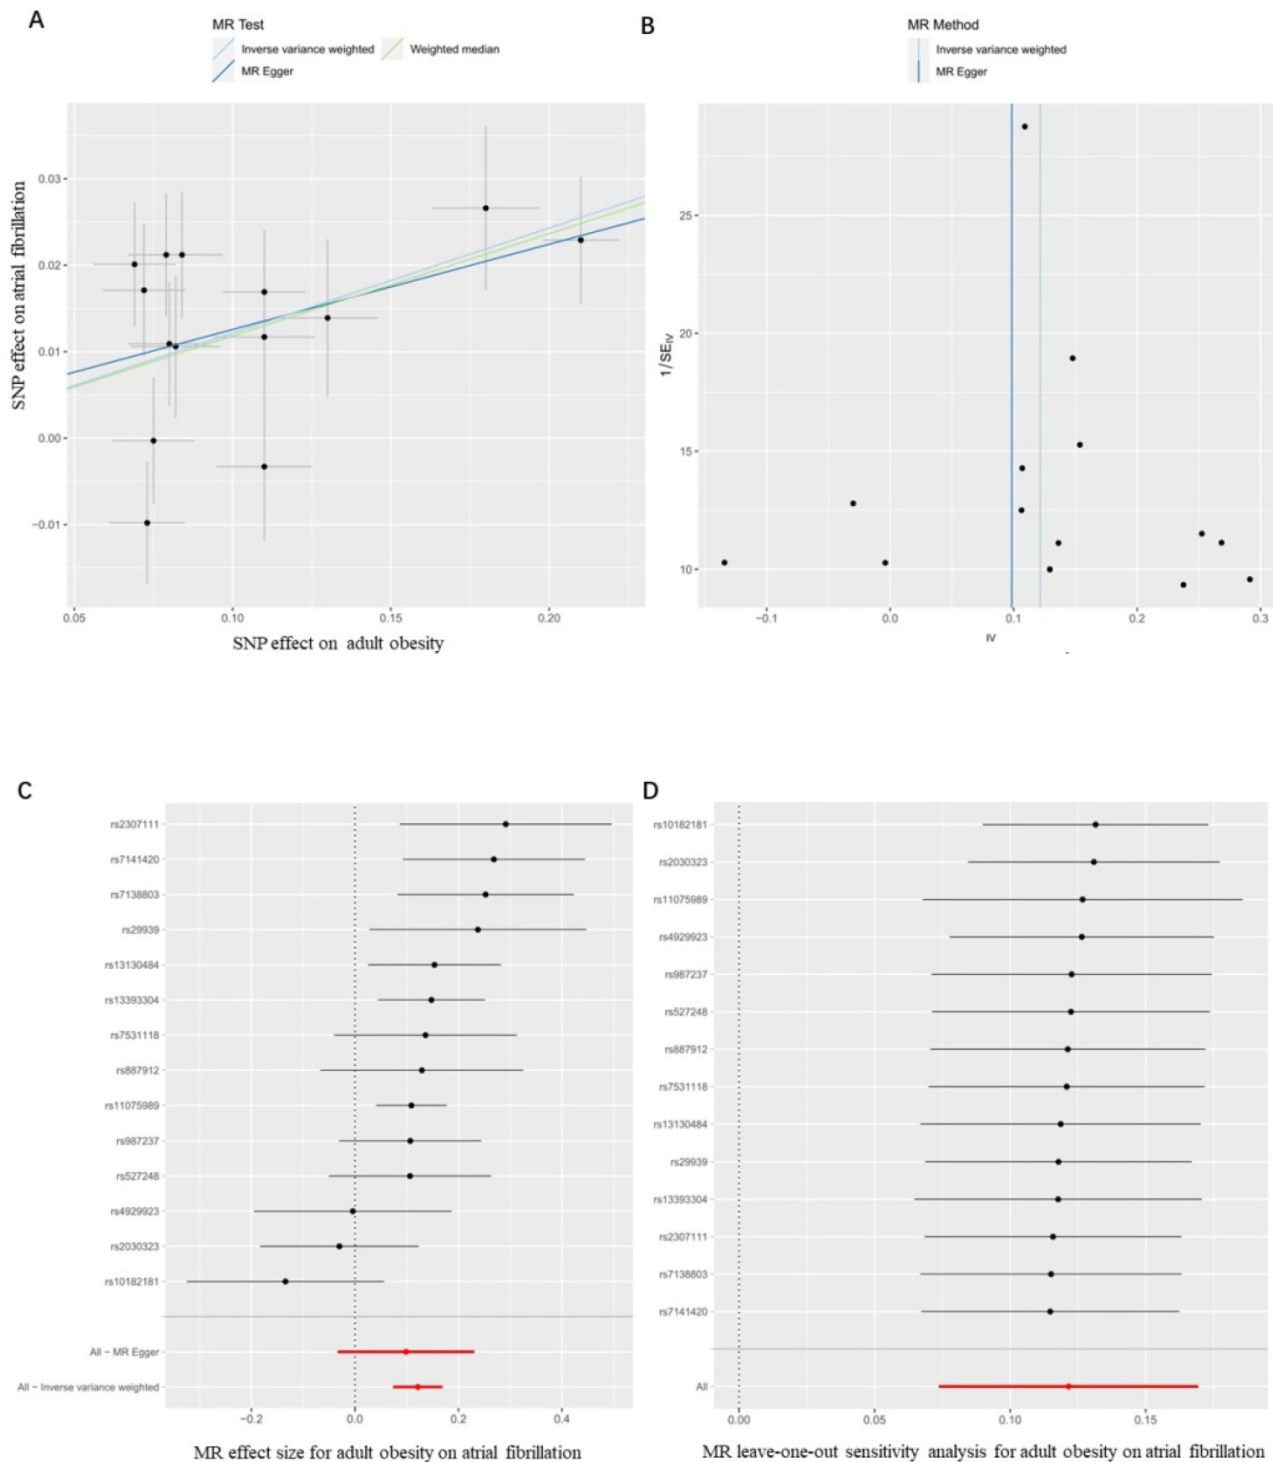 A
MR Test
Inverse variance weighted
Weighted median
MR Egger
SNP effect on atrial fibrillation
0.03
0.02
0.01
0.00
−0.01
0.05
0.10
0.15
0.20
SNP effect on adult obesity
B
MR Method
Inverse variance weighted
MR Egger
1/SEIV
25
20
15
10
−0.1
0.0
0.1
0.2
0.3
IV
C
rs2307111
rs7141420
rs7138803
rs29939
rs13130484
rs13393304
rs7531118
rs887912
rs11075989
rs987237
rs527248
rs4929923
rs2030323
rs10182181
All − MR Egger
All − Inverse variance weighted
−0.2
0.0
0.2
0.4
MR effect size for adult obesity on atrial fibrillation
D
rs10182181
rs2030323
rs11075989
rs4929923
rs987237
rs527248
rs887912
rs7531118
rs13130484
rs29939
rs13393304
rs2307111
rs7138803
rs7141420
All
0.00
0.05
0.10
0.15
MR leave-one-out sensitivity analysis for adult obesity on atrial fibrillation